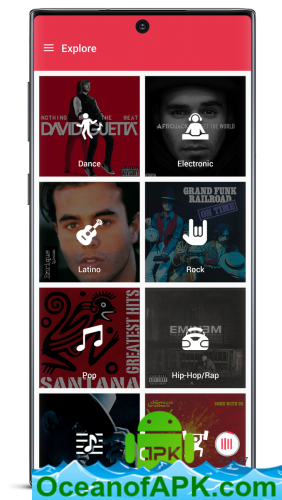 Explore
NOTHING BUT THE BEAT
DAVID GUETTA
Dance
AFROJACK
THE WORLD
Electronic
Enrique
Iglesias
Latino
GRAND FUNK
RAILROAD
ON TIME
Rock
GREATEST HITS
SANTANA
Pop
EMINEM
Hip-Hop/Rap
APK
OceanofAPK.com